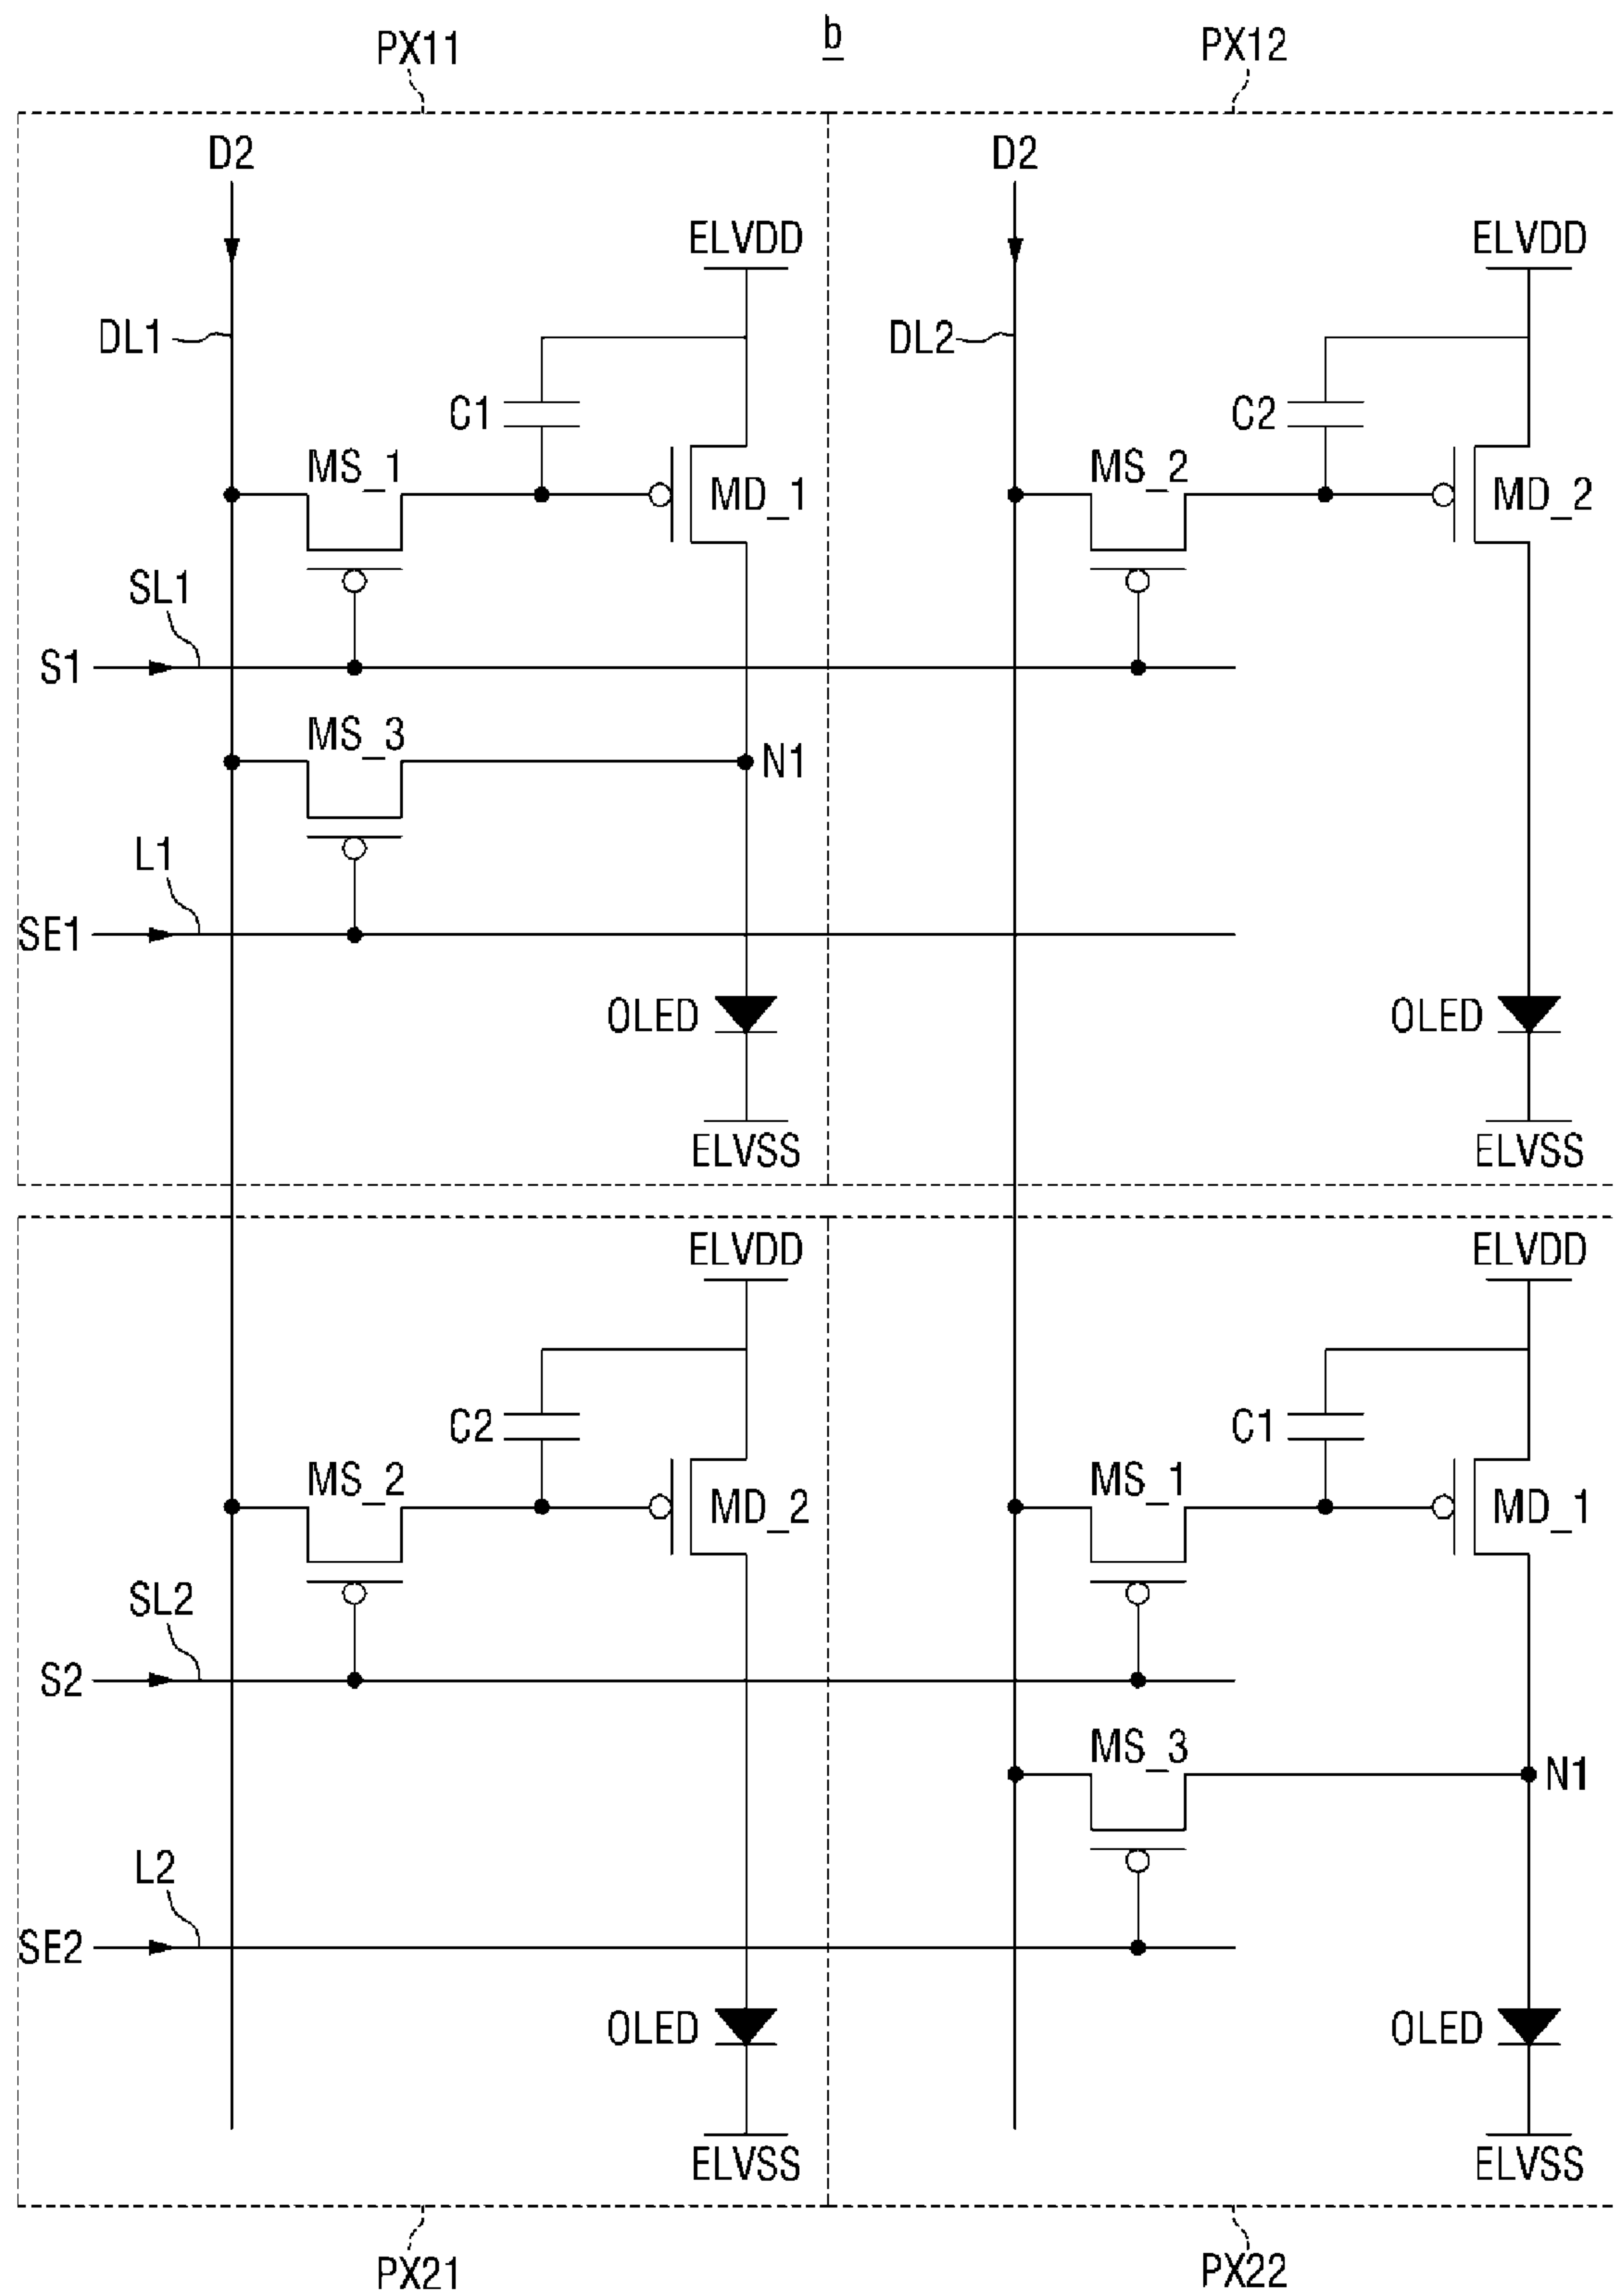 b
PX11 PX12
D2 D2
ELVDD ELVDD
DL1 DL2
C1 C2
MS_1 MD_1 MS_2 MD_2
SL1
S1
MS_3 N1
L1
SE1
OLED OLED
ELVSS ELVSS
ELVDD ELVDD
C2 C1
MS_2 MD_2 MS_1 MD_1
SL2
S2
MS_3 N1
L2
SE2
OLED OLED
ELVSS ELVSS
PX21 PX22